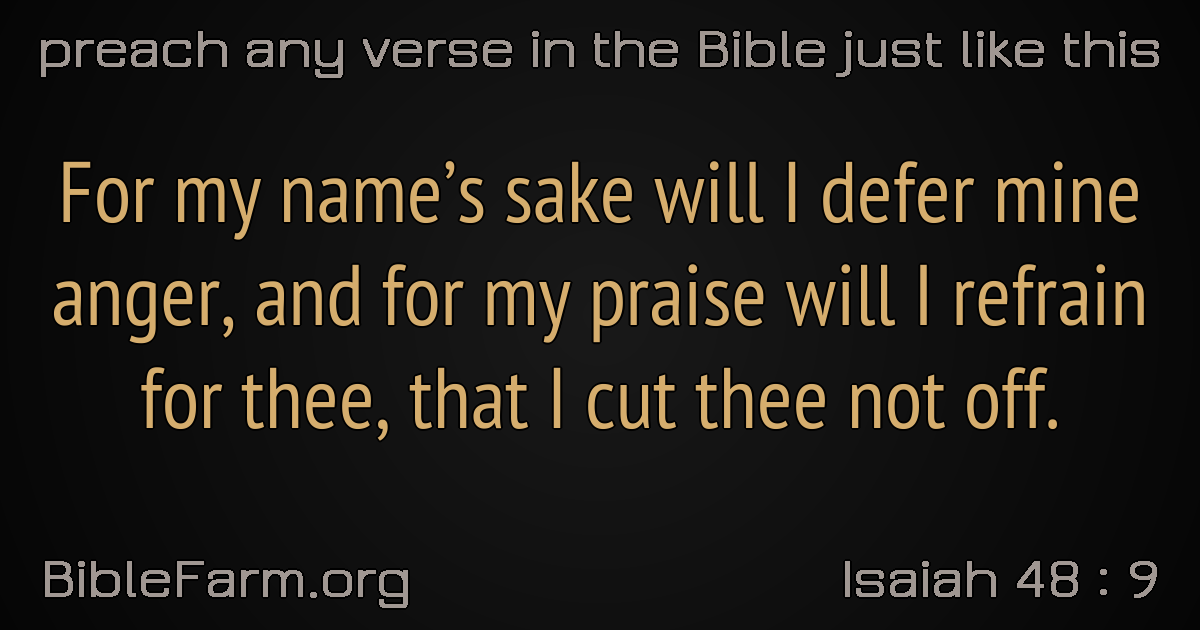 preach any verse in the Bible just like this
For my name’s sake will I defer mine
anger, and for my praise will I refrain
for thee, that I cut thee not off.
BibleFarm.org
Isaiah 48 : 9